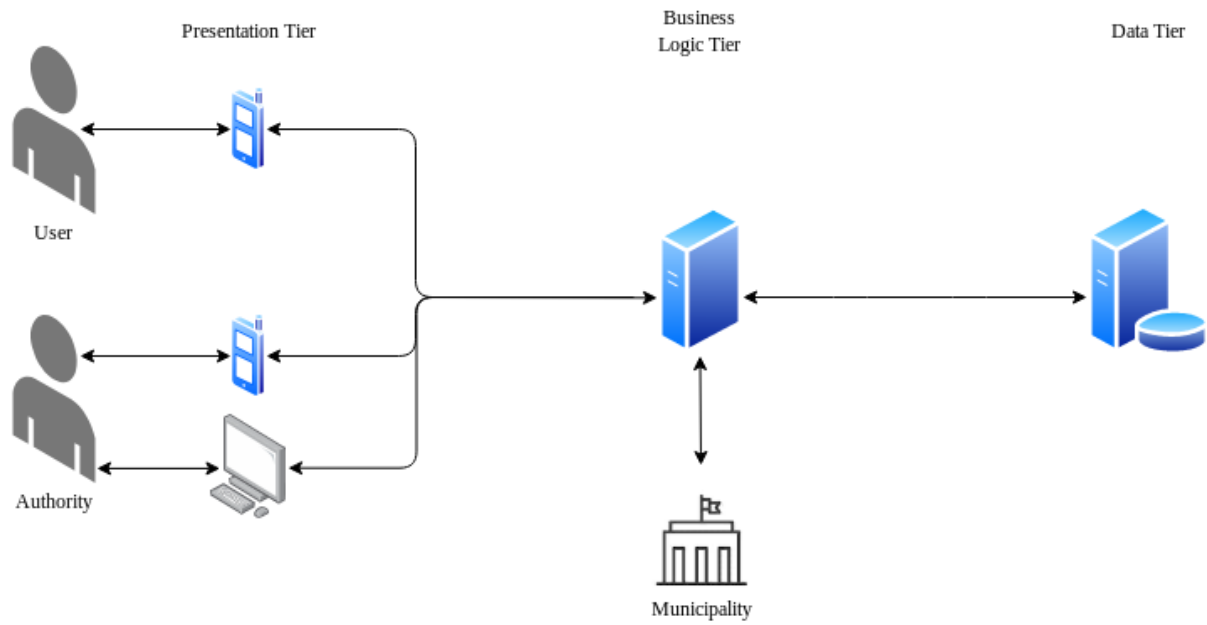 Presentation Tier
Business
Logic Tier
Data Tier
User
Authority
Municipality